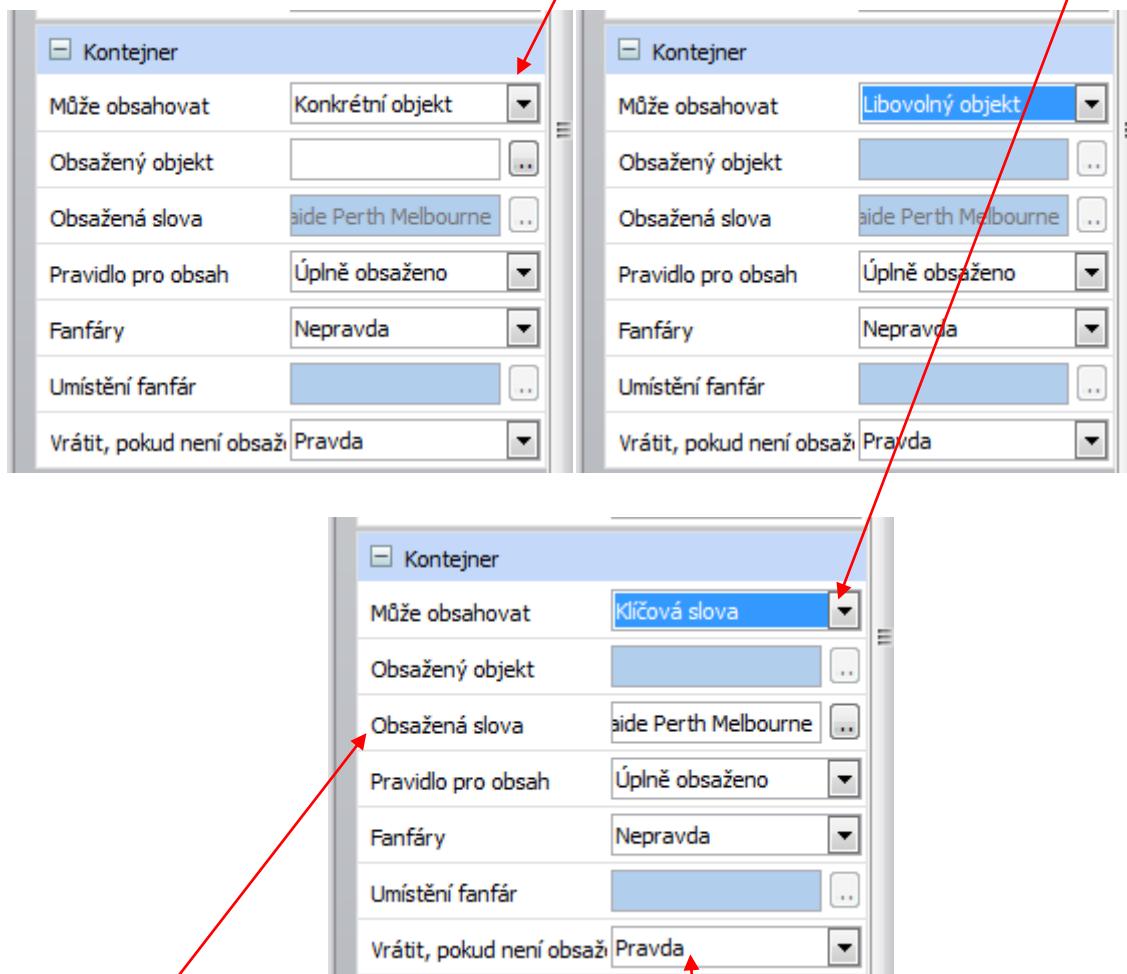 Kontejner
Může obsahovat Konkrétní objekt
Obsažený objekt ..
Obsažená slova aide Perth Melbourne ..
Pravidlo pro obsah Úplně obsaženo
Fanfáry Nepravda
Umístění fanfár ..
Vrátit, pokud není obsaž Pravda
Kontejner
Může obsahovat Libovolný objekt
Obsažený objekt ..
Obsažená slova aide Perth Melbourne ..
Pravidlo pro obsah Úplně obsaženo
Fanfáry Nepravda
Umístění fanfár ..
Vrátit, pokud není obsaž Pravda
Kontejner
Může obsahovat Klíčová slova
Obsažený objekt ..
Obsažená slova aide Perth Melbourne ..
Pravidlo pro obsah Úplně obsaženo
Fanfáry Nepravda
Umístění fanfár ..
Vrátit, pokud není obsaž Pravda